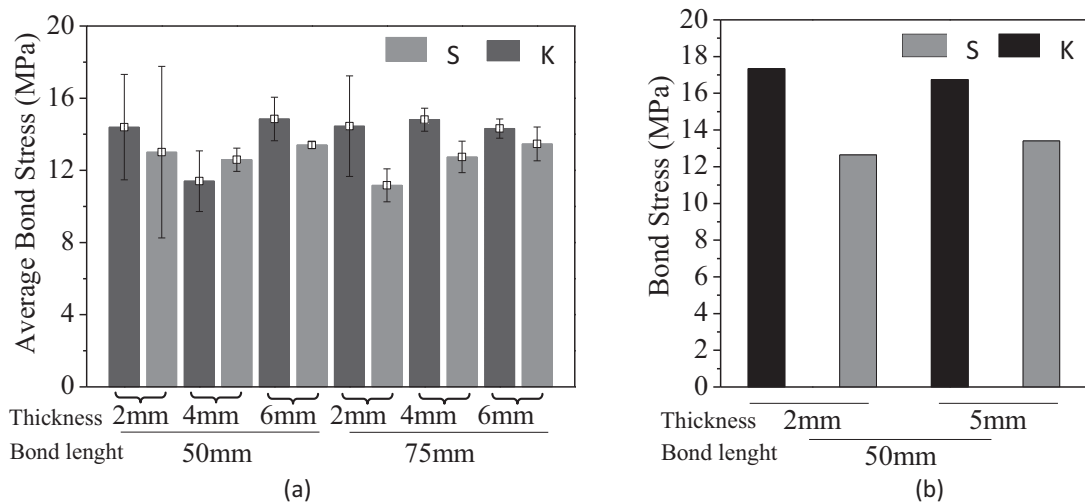 Average Bond Stress (MPa)
20
16
12
8
4
0
S K
Thickness 2mm 4mm 6mm 2mm 4mm 6mm
Bond lenght 50mm 75mm
(a)
Bond Stress (MPa)
20
18
16
14
12
10
8
6
4
2
0
S K
Thickness 2mm 5mm
Bond lenght 50mm
(b)